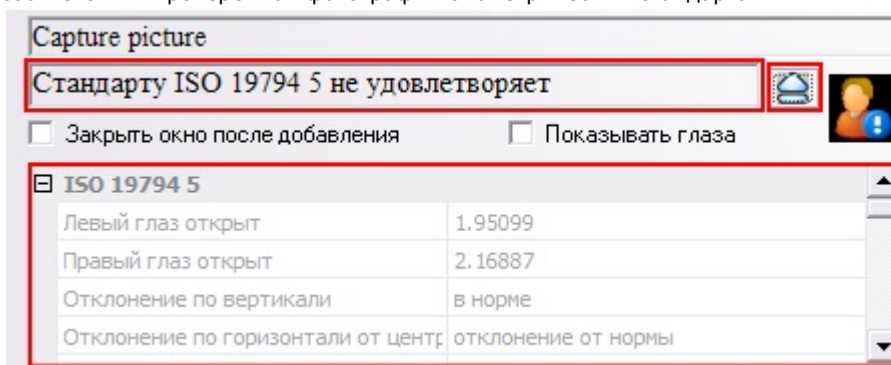 Capture picture
Стандарту ISO 19794 5 не удовлетворяет
Закрыть окно после добавления Показывать глаза
ISO 19794 5
Левый глаз открыт 1.95099
Правый глаз открыт 2.16887
Отклонение по вертикали в норме
Отклонение по горизонтали от центр отклонение от нормы